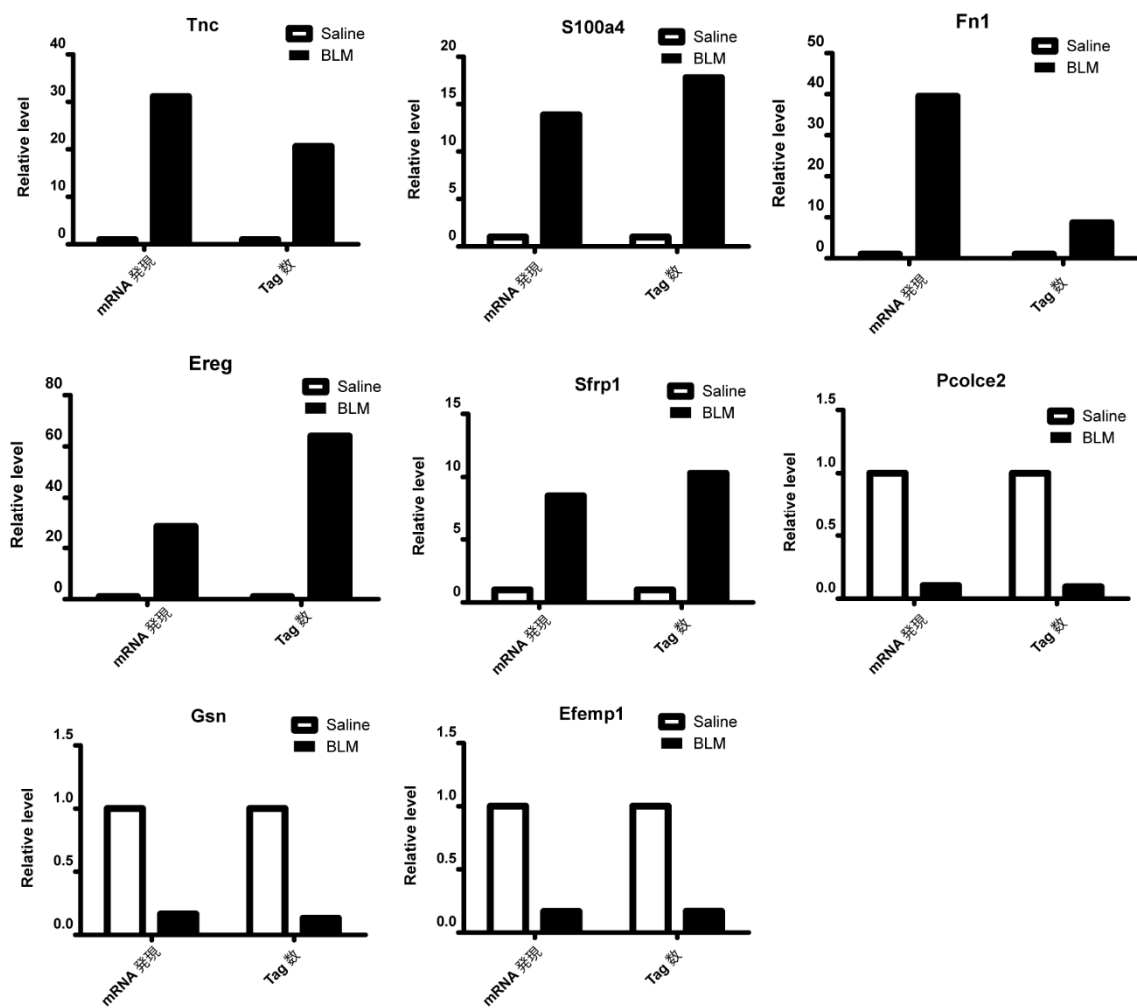 Tnc
Saline
BLM
Relative level
40
30
20
10
0
mRNA 発現
Tag 数
S100a4
Saline
BLM
Relative level
20
15
10
5
0
mRNA 発現
Tag 数
Fn1
Saline
BLM
Relative level
50
40
30
20
10
0
mRNA 発現
Tag 数
Ereg
Saline
BLM
Relative level
80
60
40
20
0
mRNA 発現
Tag 数
Sfrp1
Saline
BLM
Relative level
15
10
5
0
mRNA 発現
Tag 数
Pcolce2
Saline
BLM
Relative level
1.5
1.0
0.5
0.0
mRNA 発現
Tag 数
Gsn
Saline
BLM
Relative level
1.5
1.0
0.5
0.0
mRNA 発現
Tag 数
Efemp1
Saline
BLM
Relative level
1.5
1.0
0.5
0.0
mRNA 発現
Tag 数